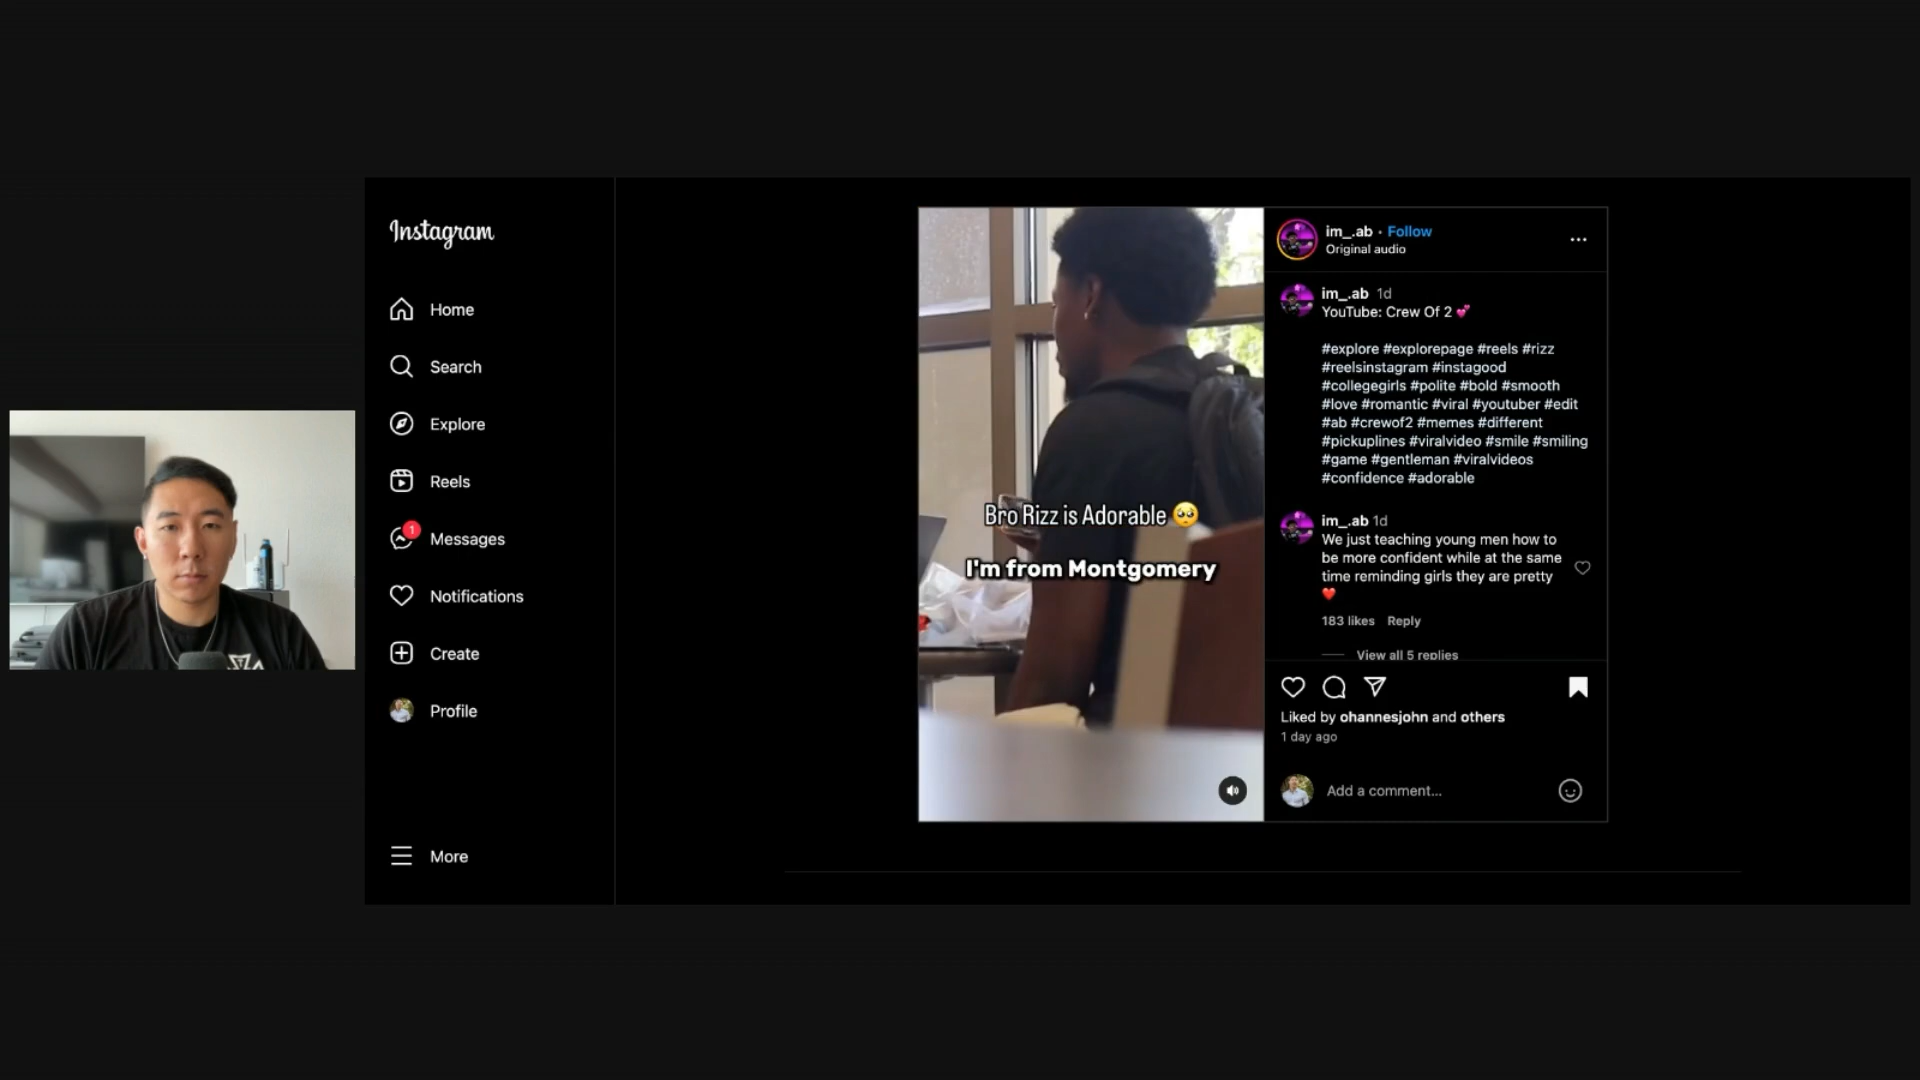 Instagram
Home
Search
Explore
Reels
1
Messages
Notifications
Create
Profile
More
Bro Rizz is Adorable 🥺
I'm from Montgomery
im_.ab • Follow
Original audio
im_.ab 1d
YouTube: Crew Of 2 💕
#explore #explorepage #reels #rizz
#reelsinstagram #instagood
#collegegirls #polite #bold #smooth
#love #romantic #viral #youtuber #edit
#ab #crewof2 #memes #different
#pickuplines #viralvideo #smile #smiling
#game #gentleman #viralvideos
#confidence #adorable
im_.ab 1d
We just teaching young men how to
be more confident while at the same
time reminding girls they are pretty
❤️
183 likes Reply
View all 5 replies
Liked by ohannesjohn and others
1 day ago
Add a comment...